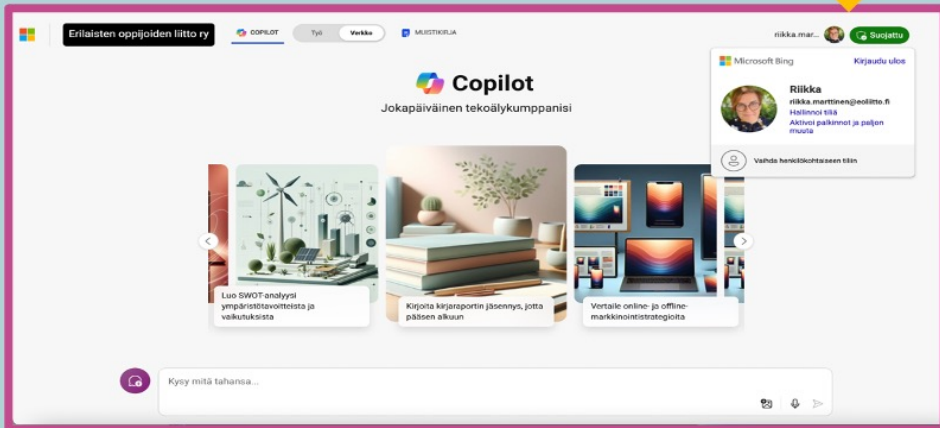 Erilaisten oppijoiden liitto ry
COPILOT
Työ
Verkko
MUISTIKIRJA
riikka.mar...
Suojattu
Microsoft Bing
Kirjaudu ulos
Riikka
riikka.marttinen@eoliitto.fi
Hallinnoi tiliä
Aktivoi palkinnot ja paljon
muuta
Vaihda henkilökohtaiseen tiliin
Copilot
Jokapäiväinen tekoälykumppanisi
Luo SWOT-analyysi
ympäristötavoitteista ja
vaikutuksista
Kirjoita kirjaraportin jäsennys, jotta
pääsen alkuun
Vertaile online- ja offline-
markkinointistrategioita
Kysy mitä tahansa...